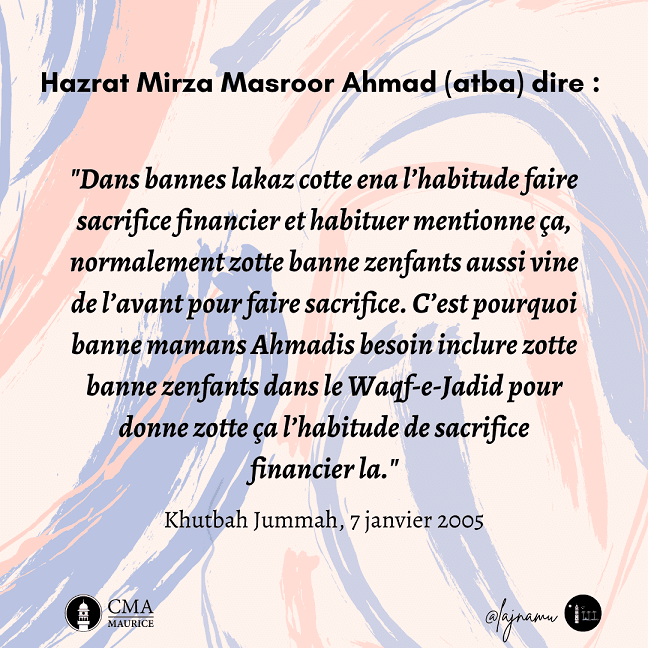 Hazrat Mirza Masroor Ahmad (atba) dire :
"Dans bannes lakaz cotte ena l’habitude faire
sacrifice financier et habituer mentionne ça,
normalement zotte banne zenfants aussi vine
de l’avant pour faire sacrifice. C’est pourquoi
banne mamans Ahmadis besoin inclure zotte
banne zenfants dans le Waqf-e-Jadid pour
donne zotte ça l’habitude de sacrifice
financier la."
Khutbah Jummah, 7 janvier 2005
CMA
MAURICE
@lajnamu